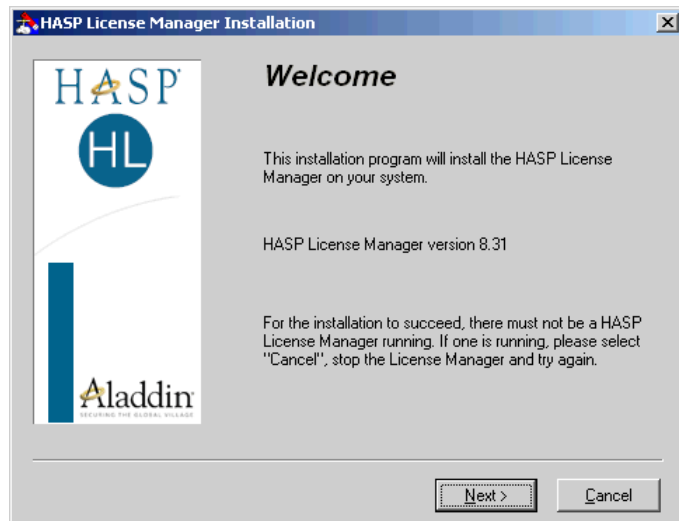 HASP License Manager Installation
HASP
HL
Aladdin
SECURING THE GLOBAL VILLAGE
Welcome
This installation program will install the HASP License
Manager on your system.
HASP License Manager version 8.31
For the installation to succeed, there must not be a HASP
License Manager running. If one is running, please select
"Cancel", stop the License Manager and try again.
Next >
Cancel